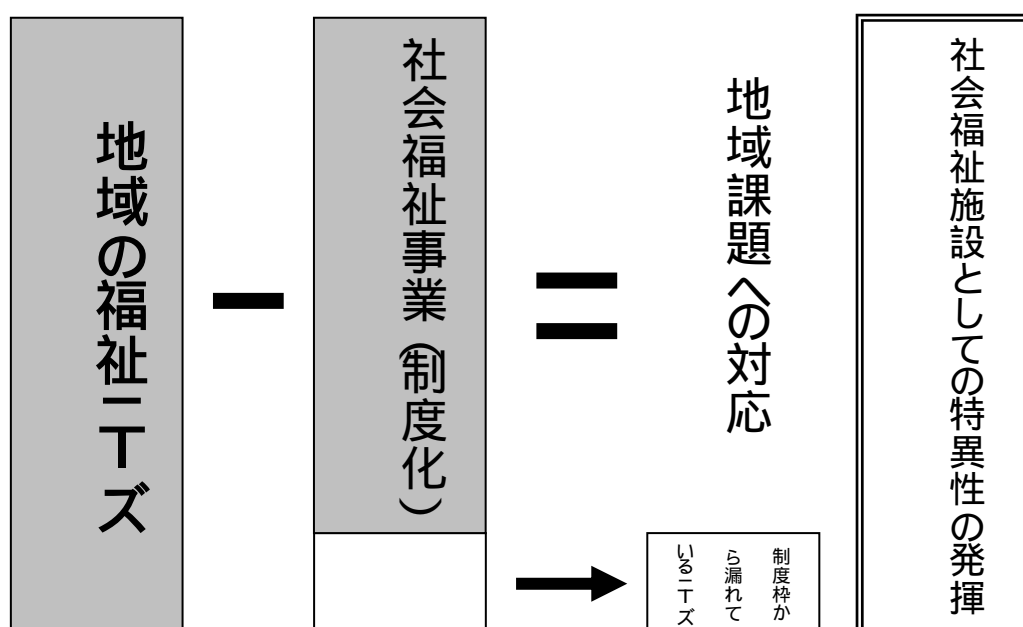 地域の福祉ニーズ
社会福祉事業(制度化)
地域課題への対応
制度枠か
ら漏れて
いるニーズ
社会福祉施設としての特異性の発揮